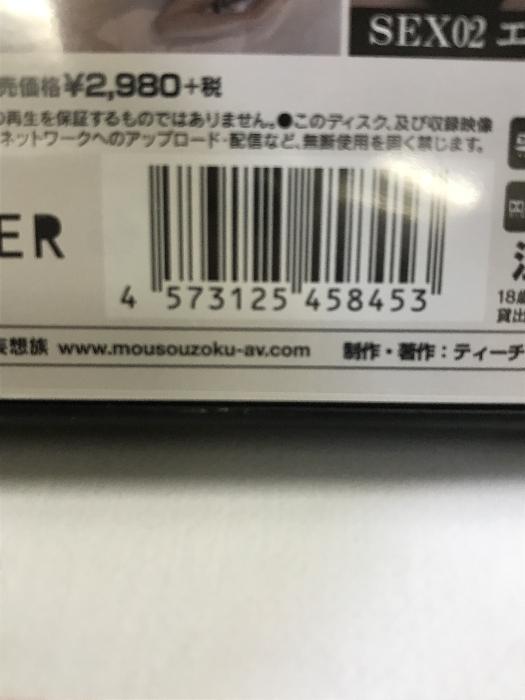 SEX02 エ
売価格¥2,980+税
の再生を保証するものではありません。●このディスク、及び収録映像
ネットワークへのアップロード・配信など、無断使用を固く禁じます。
ER
4 573125 458453
18歳
貸出
妄想族 www.mousouzoku-av.com 制作・著作：ティーチ